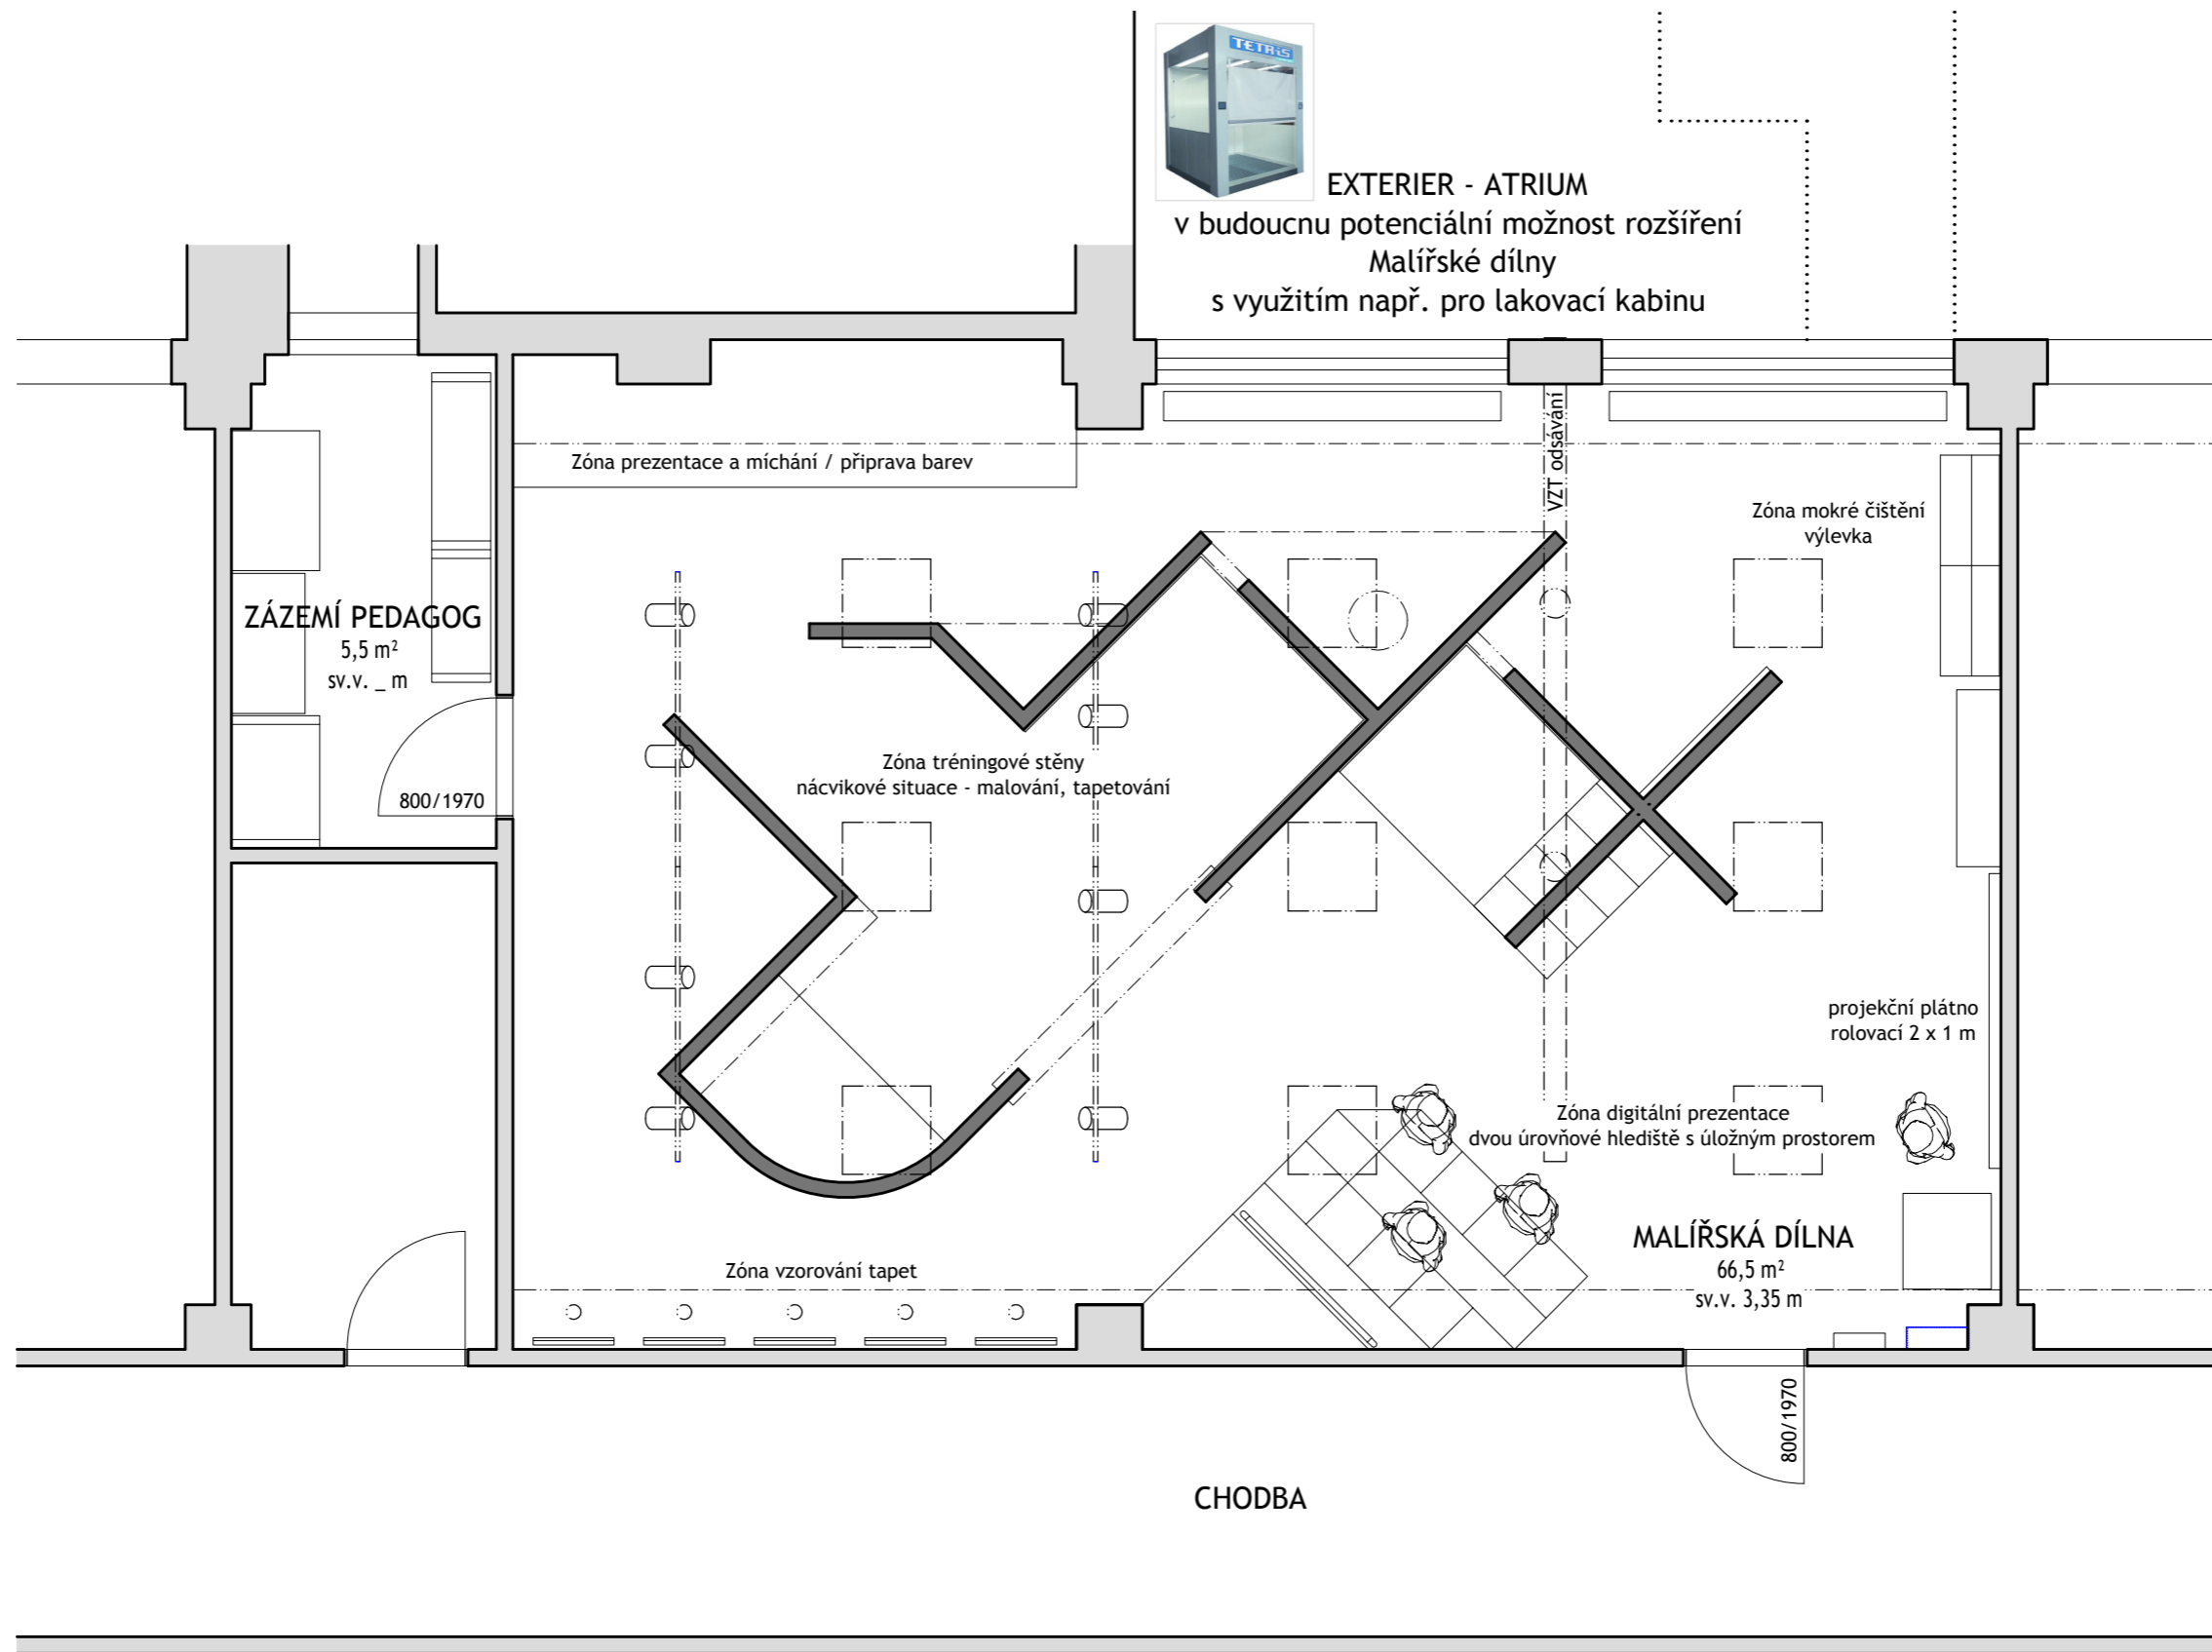 TETRIS
EXTERIER - ATRIUM
v budoucnu potenciální možnost rozšíření
Malířské dílny
s využitím např. pro lakovací kabinu
VZT odsávání
Zóna prezentace a míchání / připrava barev
Zóna mokré čištění
výlevka
ZÁZEMÍ PEDAGOG
5,5 m²
sv.v. _ m
800/1970
Zóna tréningové stěny
nácvikové situace - malování, tapetování
projekční plátno
rolovací 2 x 1 m
Zóna digitální prezentace
dvou úrovňové hlediště s úložným prostorem
MALÍŘSKÁ DÍLNA
66,5 m²
sv.v. 3,35 m
Zóna vzorování tapet
800/1970
CHODBA